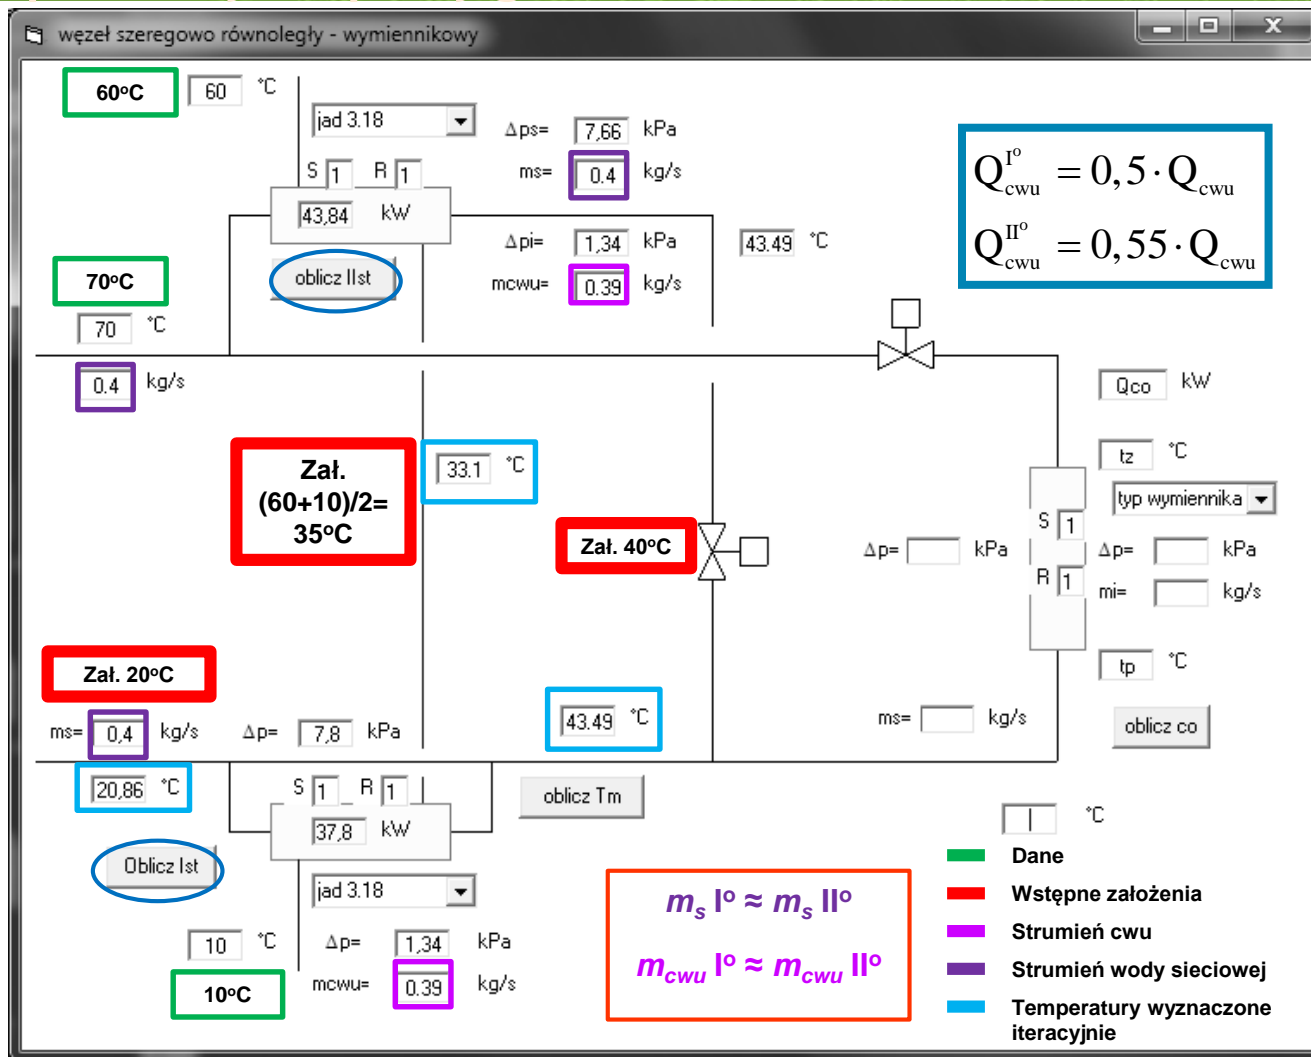 węzeł szeregowo równoległy - wymiennikowy
60°C
60 °C
jad 3.18
Δps= 7,66 kPa
S 1 R 1
ms= 0.4 kg/s
43,84 kW
Δpi= 1,34 kPa
43.49 °C
oblicz IIst
mcwu= 0.39 kg/s
Q_cwu^I° = 0,5 · Q_cwu
Q_cwu^II° = 0,55 · Q_cwu
70°C
70 °C
0.4 kg/s
Qco kW
Zał.
(60+10)/2=
35°C
33.1 °C
Zał. 40°C
tz °C
typ wymiennika
S 1
Δp= kPa
Δp= kPa
R 1
mi= kg/s
tp °C
ms= kg/s
oblicz co
Zał. 20°C
ms= 0,4 kg/s Δp= 7,8 kPa
43.49 °C
20,86 °C
S 1 R 1
oblicz Tm
37,8 kW
Oblicz Ist
jad 3.18
10 °C
Δp= 1,34 kPa
10°C
mcwu= 0.39 kg/s
m_s I° ≈ m_s II°
m_cwu I° ≈ m_cwu II°
°C
Dane
Wstępne założenia
Strumień cwu
Strumień wody sieciowej
Temperatury wyznaczone
iteracyjnie